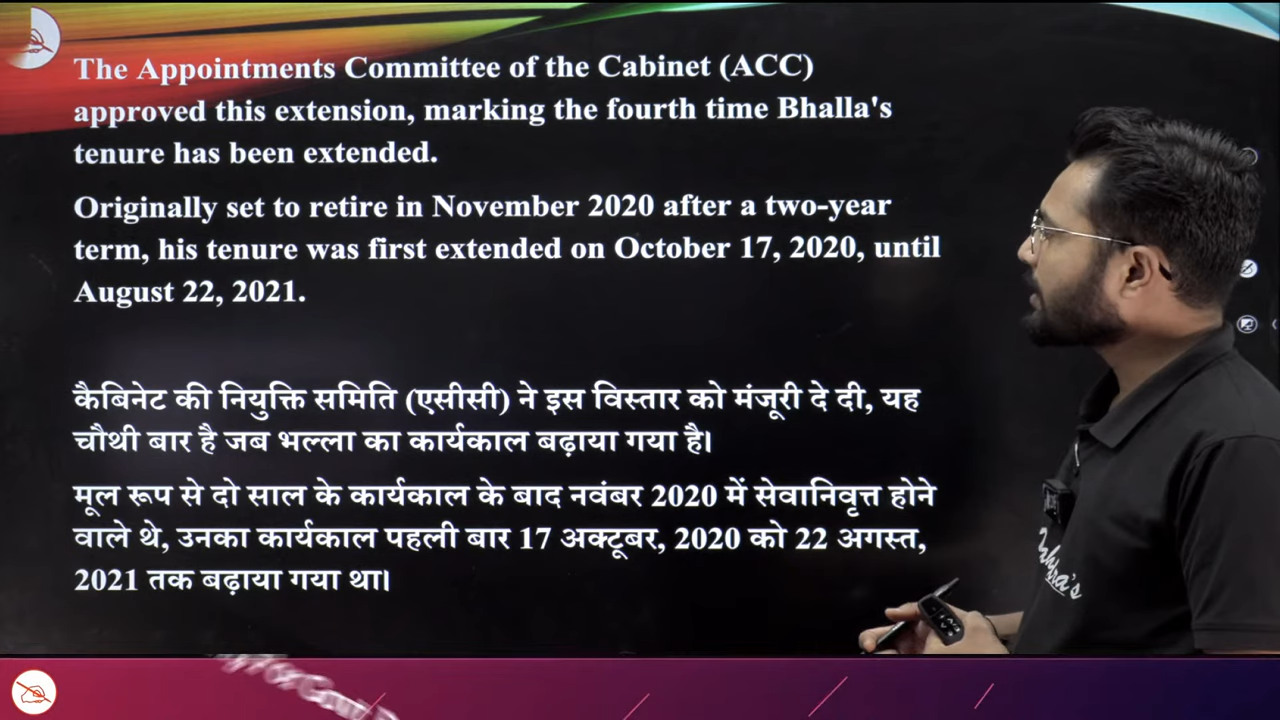 The Appointments Committee of the Cabinet (ACC)
approved this extension, marking the fourth time Bhalla's
tenure has been extended.
Originally set to retire in November 2020 after a two-year
term, his tenure was first extended on October 17, 2020, until
August 22, 2021.
कैबिनेट की नियुक्ति समिति (एसीसी) ने इस विस्तार को मंजूरी दे दी, यह
चौथी बार है जब भल्ला का कार्यकाल बढ़ाया गया है।
मूल रूप से दो साल के कार्यकाल के बाद नवंबर 2020 में सेवानिवृत्त होने
वाले थे, उनका कार्यकाल पहली बार 17 अक्टूबर, 2020 को 22 अगस्त,
2021 तक बढ़ाया गया था।